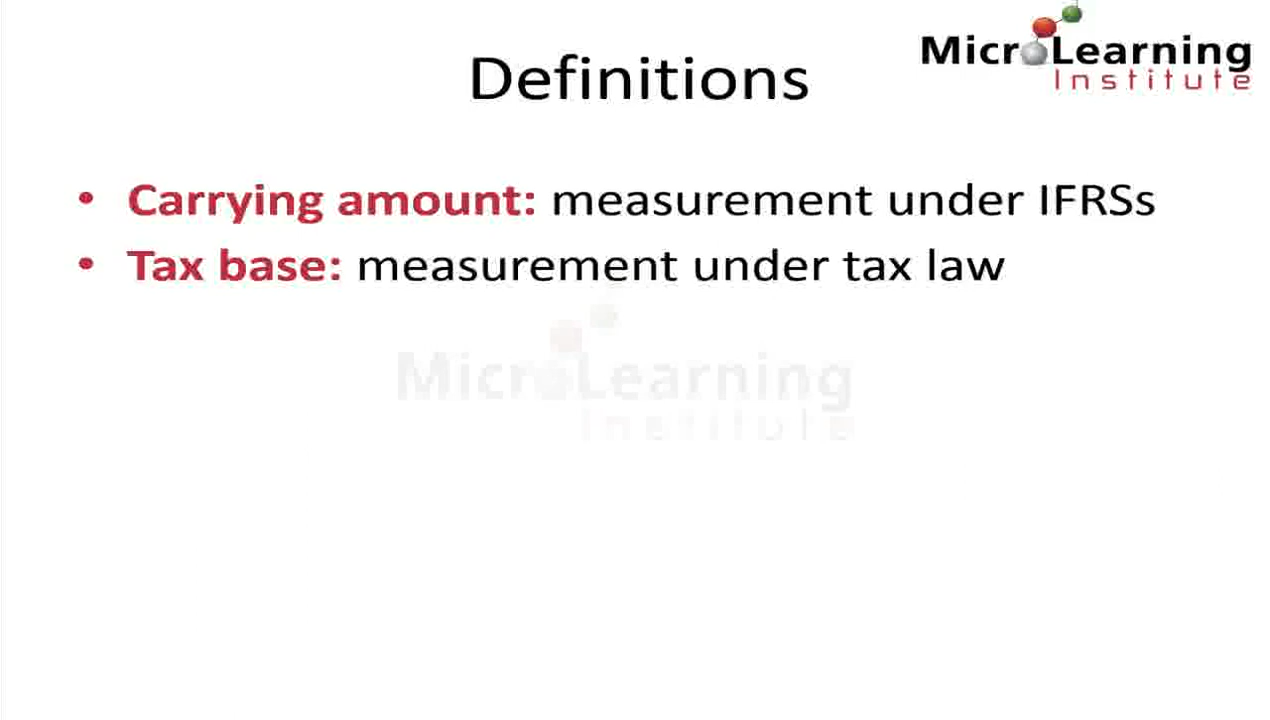 Definitions
MicroLearning
Institute
• Carrying amount: measurement under IFRSs
• Tax base: measurement under tax law
MicroLearning
Institute